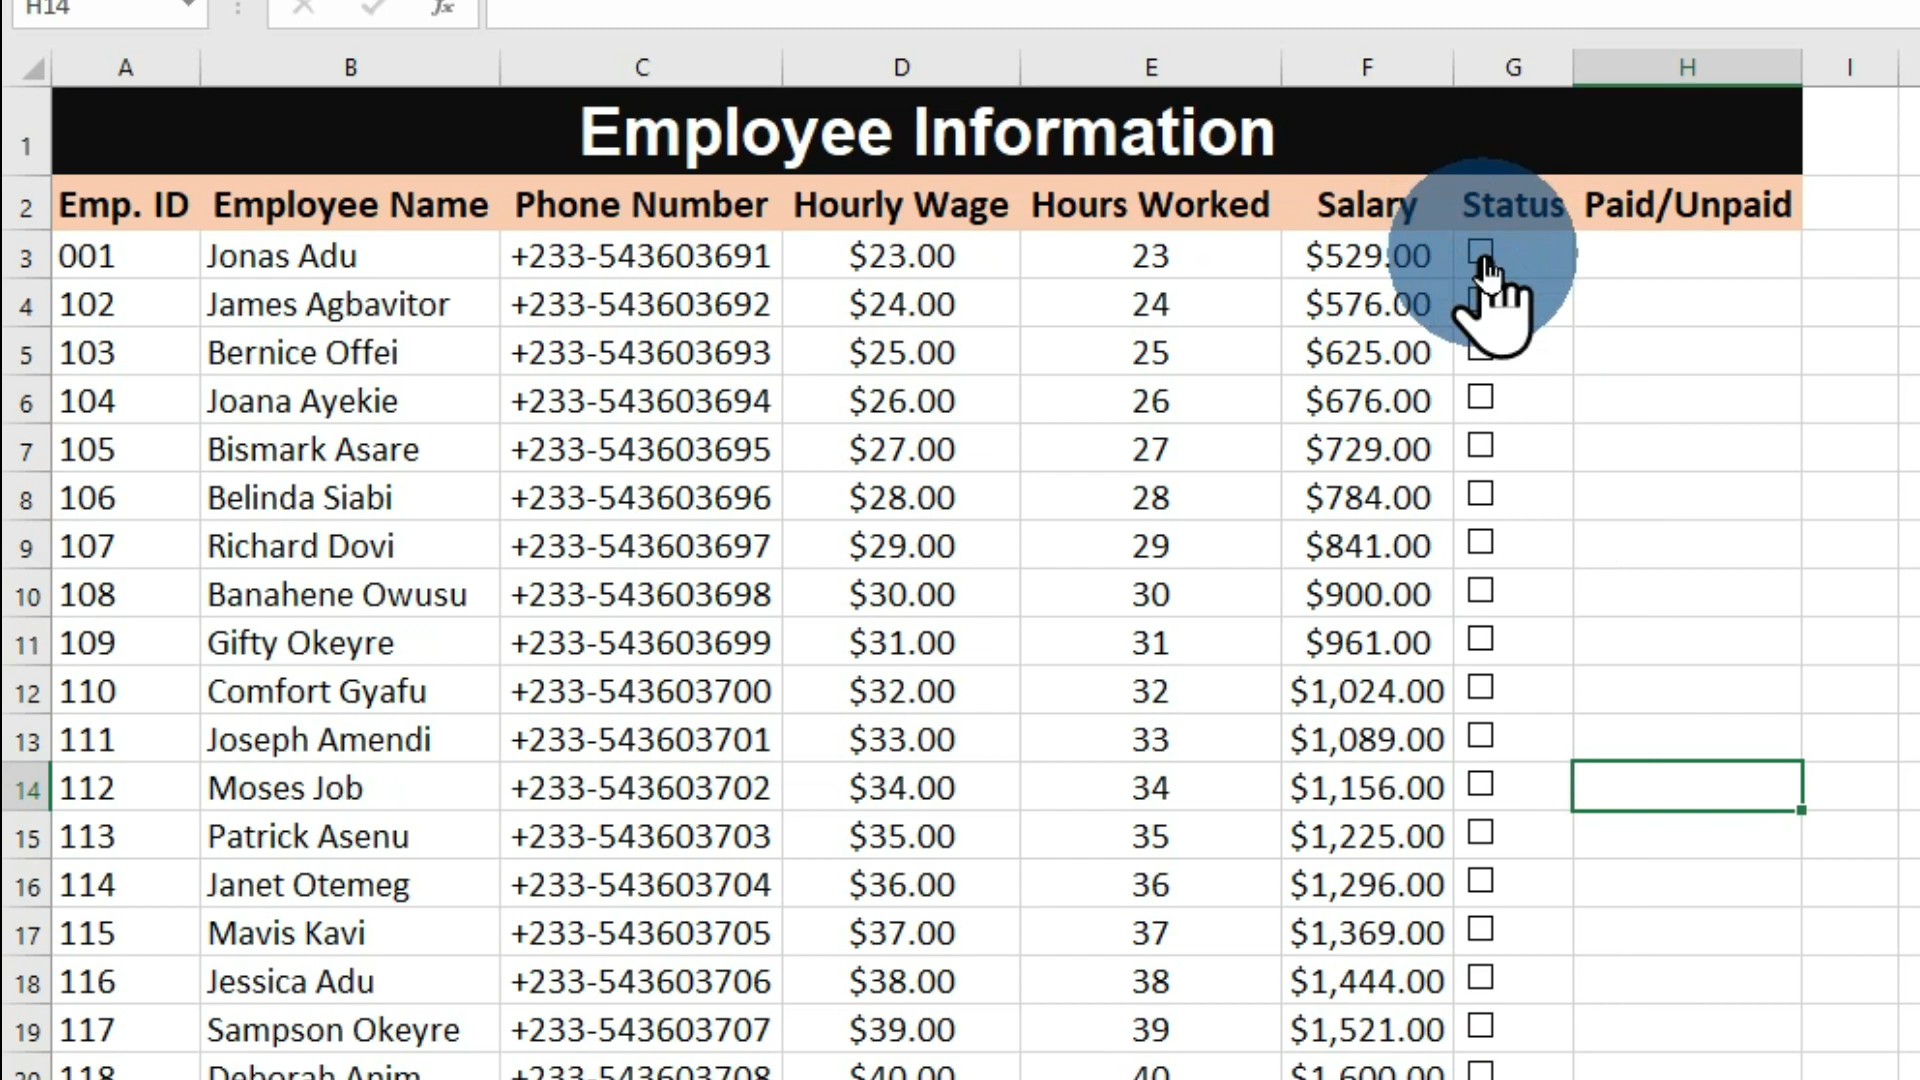 H14 fx
A B C D E F G H I
1 Employee Information
2 Emp. ID Employee Name Phone Number Hourly Wage Hours Worked Salary Status Paid/Unpaid
3 001 Jonas Adu +233-543603691 $23.00 23 $529.00
4 102 James Agbavitor +233-543603692 $24.00 24 $576.00
5 103 Bernice Offei +233-543603693 $25.00 25 $625.00
6 104 Joana Ayekie +233-543603694 $26.00 26 $676.00
7 105 Bismark Asare +233-543603695 $27.00 27 $729.00
8 106 Belinda Siabi +233-543603696 $28.00 28 $784.00
9 107 Richard Dovi +233-543603697 $29.00 29 $841.00
10 108 Banahene Owusu +233-543603698 $30.00 30 $900.00
11 109 Gifty Okeyre +233-543603699 $31.00 31 $961.00
12 110 Comfort Gyafu +233-543603700 $32.00 32 $1,024.00
13 111 Joseph Amendi +233-543603701 $33.00 33 $1,089.00
14 112 Moses Job +233-543603702 $34.00 34 $1,156.00
15 113 Patrick Asenu +233-543603703 $35.00 35 $1,225.00
16 114 Janet Otemeg +233-543603704 $36.00 36 $1,296.00
17 115 Mavis Kavi +233-543603705 $37.00 37 $1,369.00
18 116 Jessica Adu +233-543603706 $38.00 38 $1,444.00
19 117 Sampson Okeyre +233-543603707 $39.00 39 $1,521.00
20 118 Deborah Anim +233-543603708 $40.00 40 $1,600.00